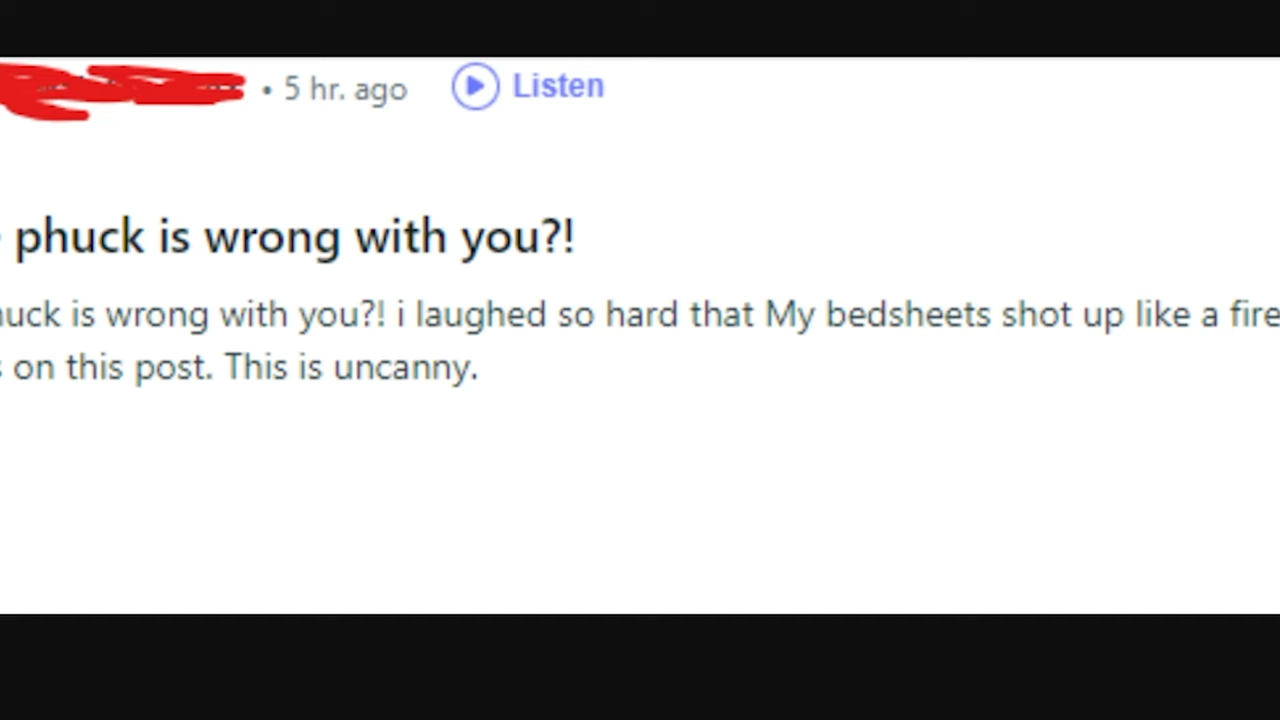 • 5 hr. ago Listen
phuck is wrong with you?!
huck is wrong with you?! i laughed so hard that My bedsheets shot up like a fire
on this post. This is uncanny.